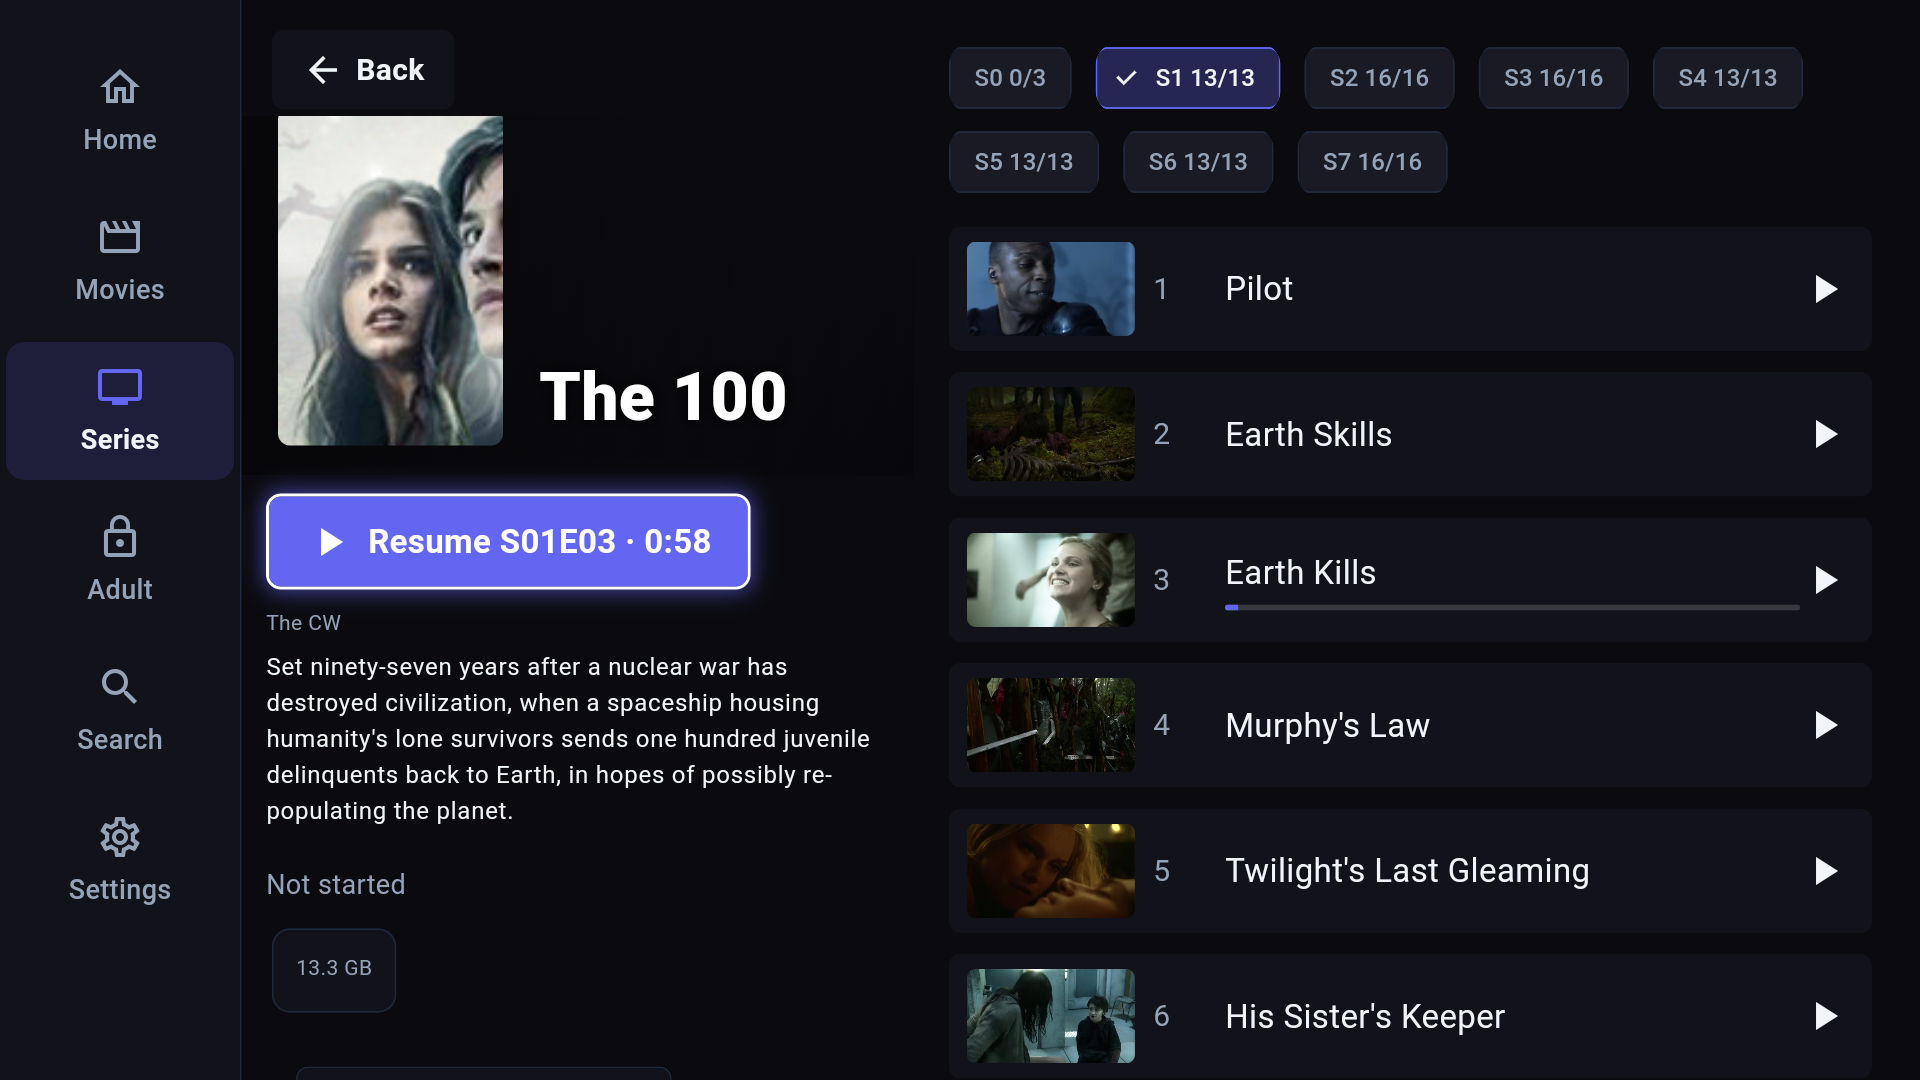 Home
Movies
Series
Adult
Search
Settings
Back
The 100
Resume S01E03 · 0:58
The CW
Set ninety-seven years after a nuclear war has
destroyed civilization, when a spaceship housing
humanity's lone survivors sends one hundred juvenile
delinquents back to Earth, in hopes of possibly re-
populating the planet.
Not started
13.3 GB
S0 0/3
S1 13/13
S2 16/16
S3 16/16
S4 13/13
S5 13/13
S6 13/13
S7 16/16
1 Pilot
2 Earth Skills
3 Earth Kills
4 Murphy's Law
5 Twilight's Last Gleaming
6 His Sister's Keeper